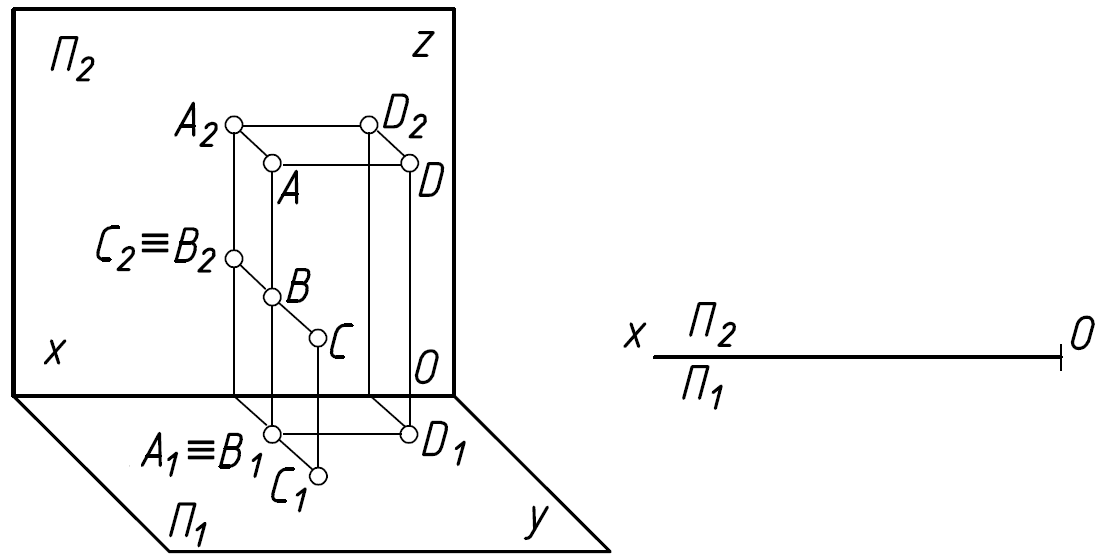 П₂ z
A₂ D₂
A D
C₂≡B₂
B
C
x O
A₁≡B₁ D₁
C₁
П₁ y
x П₂ O
П₁